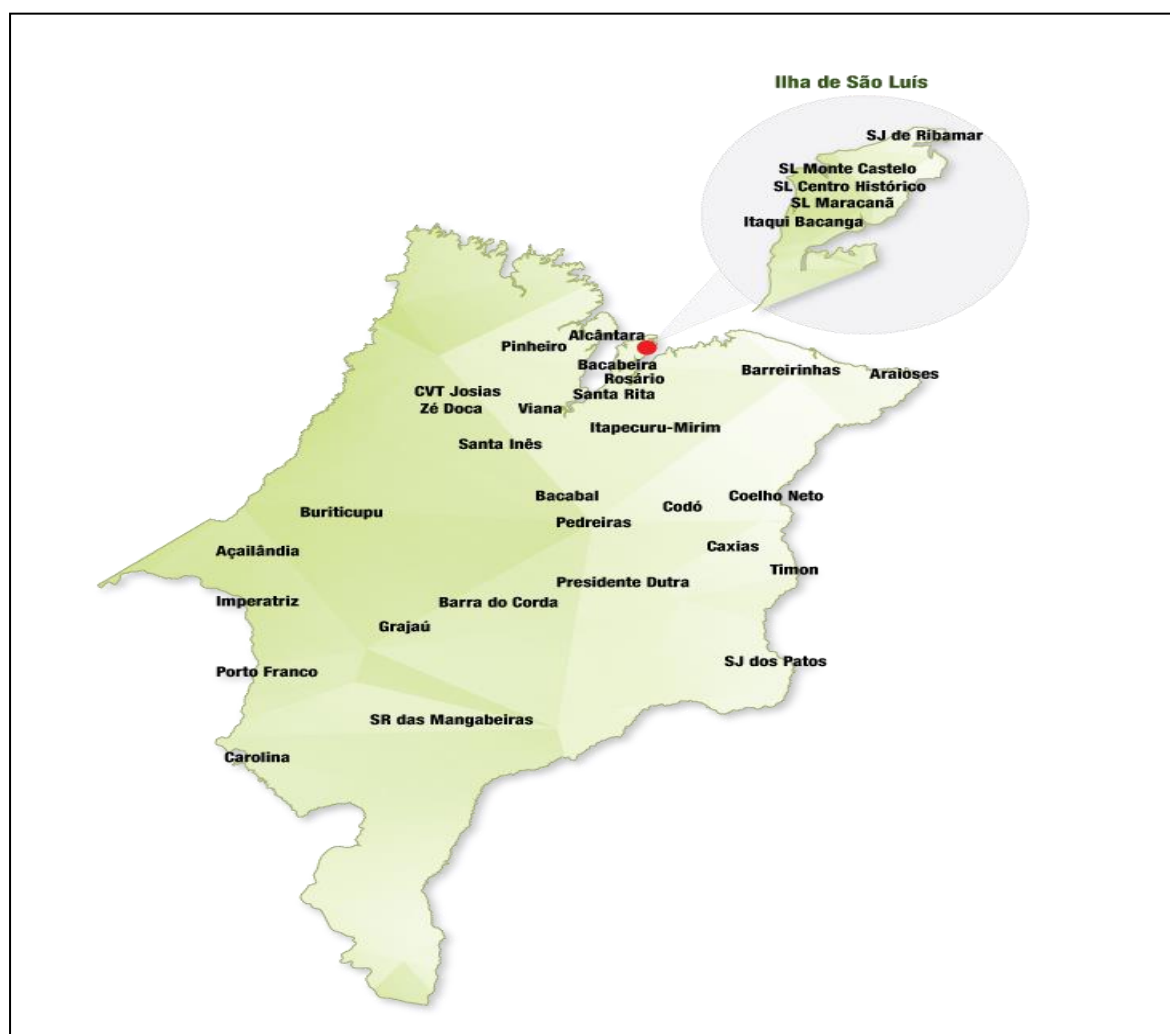 Ilha de São Luís
SJ de Ribamar
SL Monte Castelo
SL Centro Histórico
SL Maracanã
Itaqui Bacanga
Alcântara
Pinheiro
Bacabeira
Rosário
Santa Rita
Barreirinhas
Araioses
CVT Josias
Zé Doca
Viana
Itapecuru-Mirim
Santa Inês
Bacabal
Coelho Neto
Codó
Buriticupu
Pedreiras
Caxias
Açailândia
Timon
Presidente Dutra
Imperatriz
Barra do Corda
Grajaú
SJ dos Patos
Porto Franco
SR das Mangabeiras
Carolina